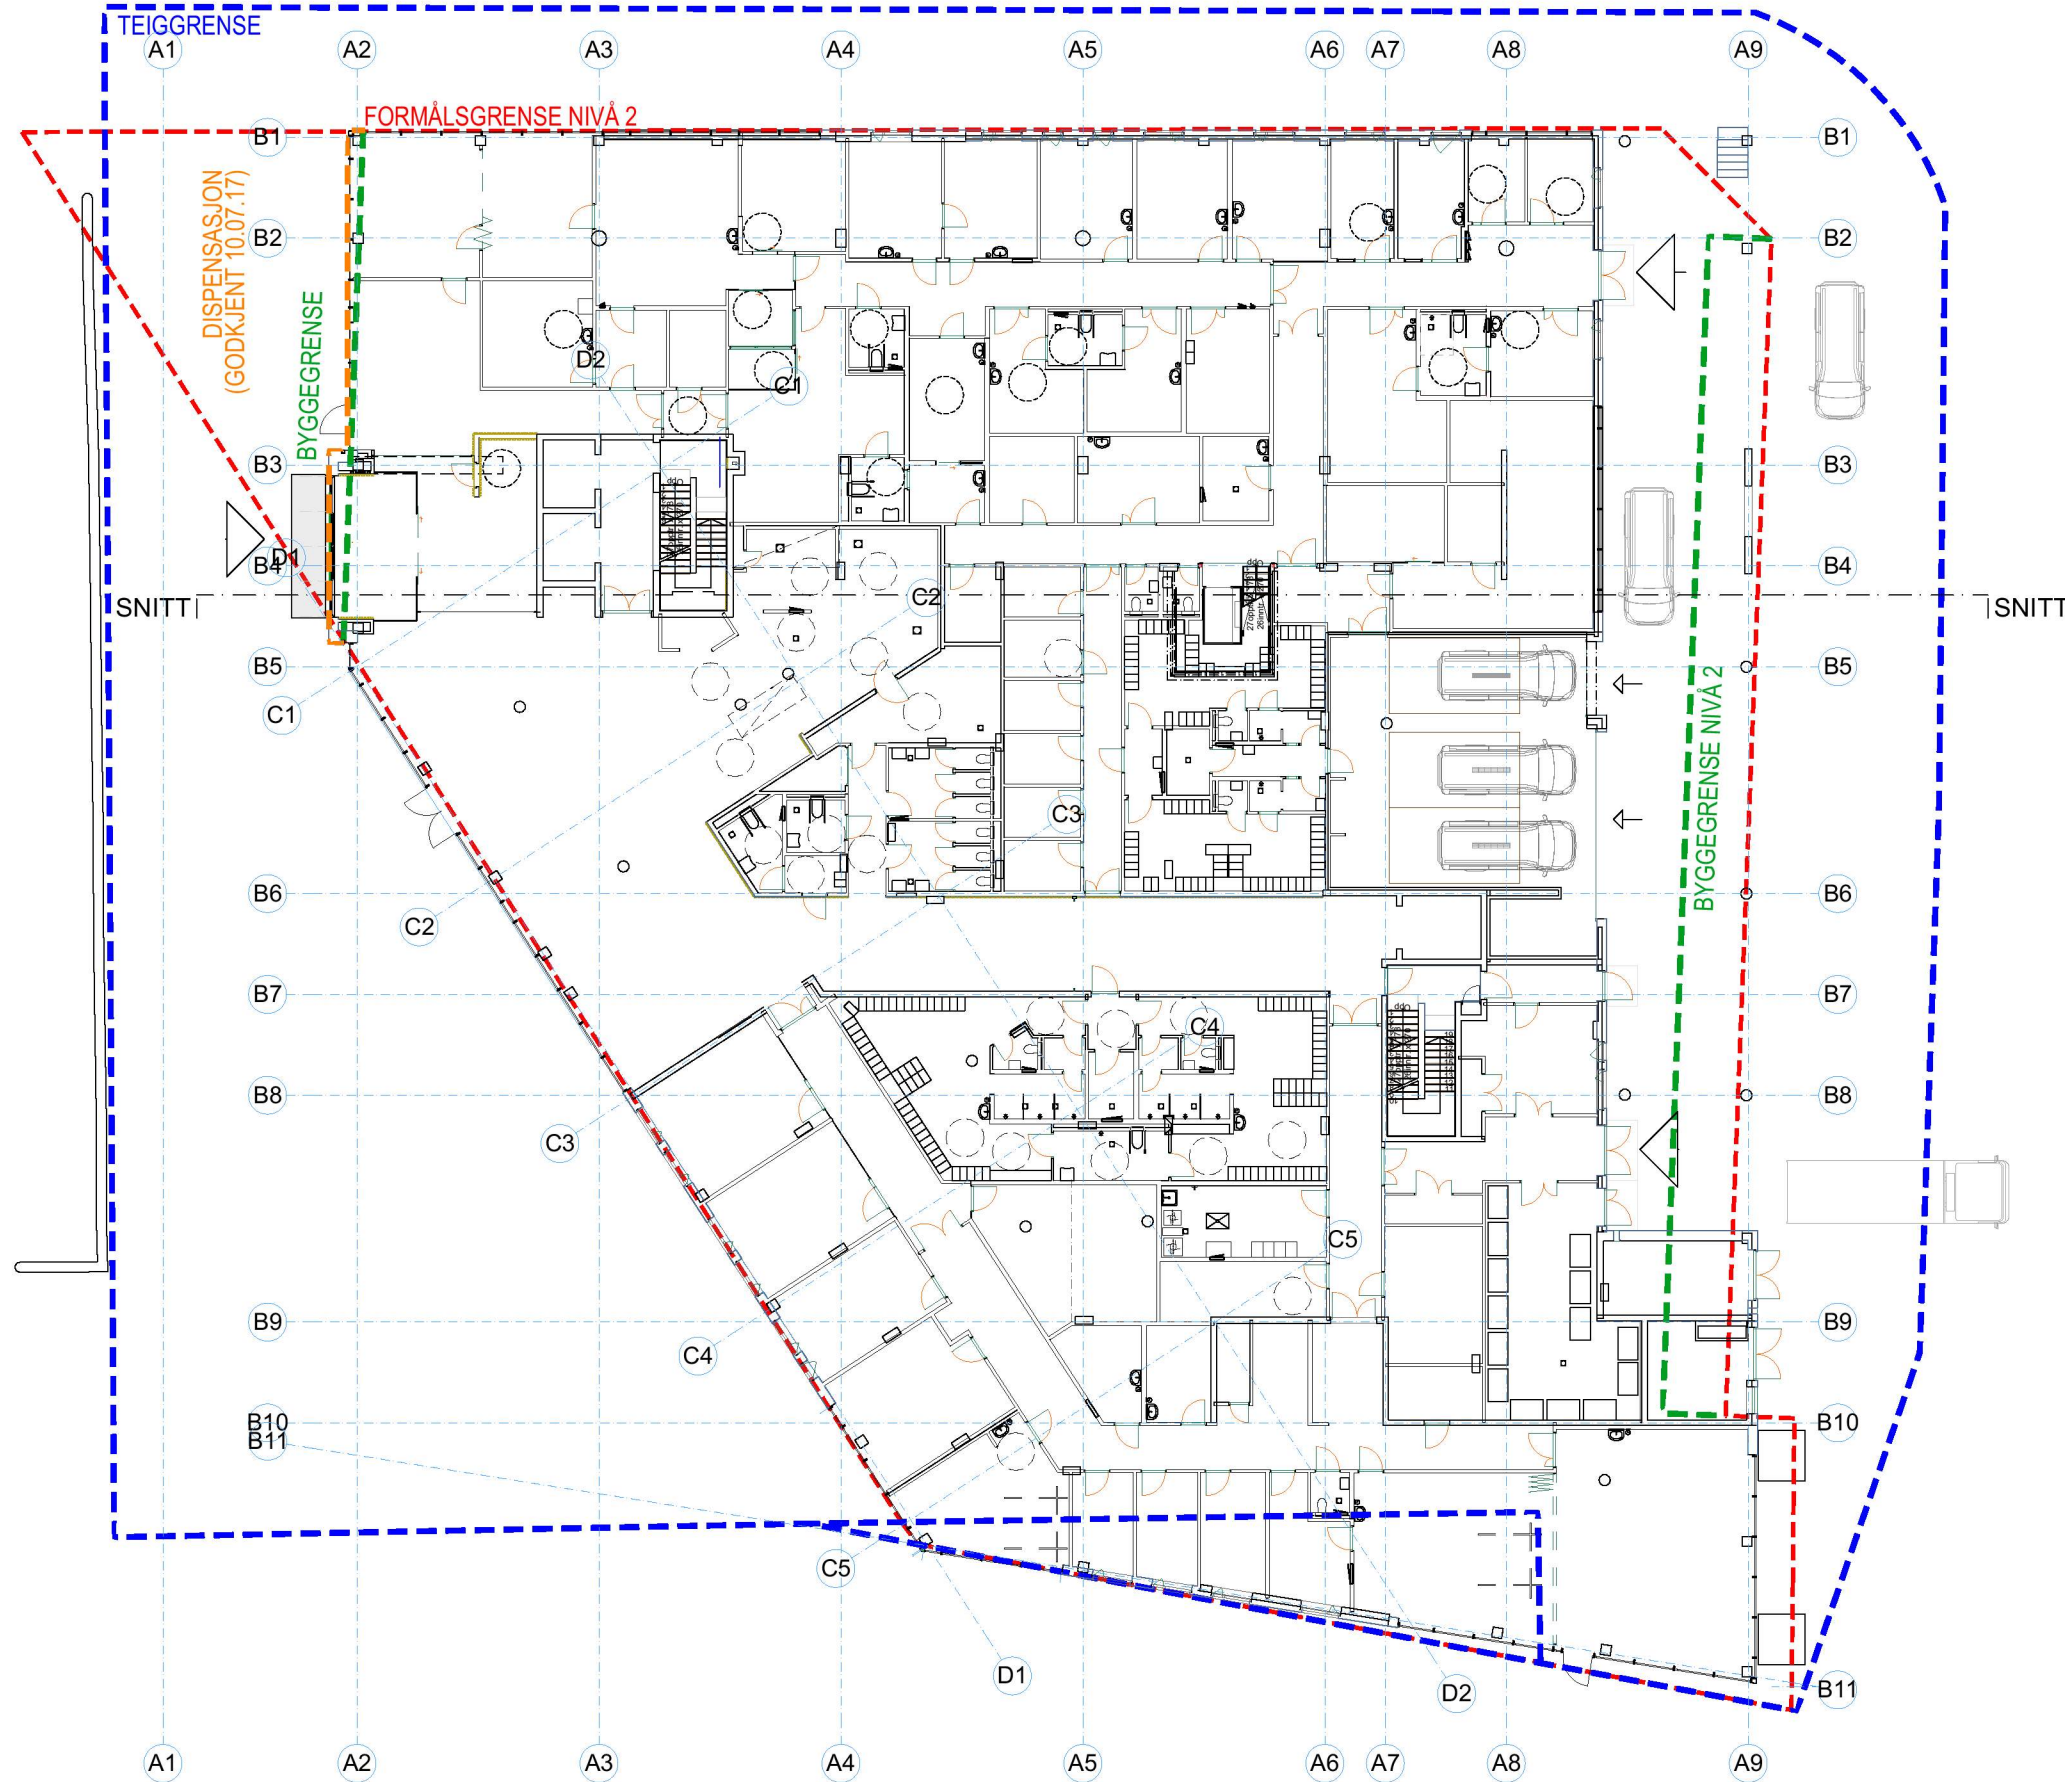 TEIGGRENSE
A1
A2
A3
A4
A5
A6
A7
A8
A9
FORMÅLSGRENSE NIVÅ 2
B1
B1
DISPENSASJON
(GODKJENT 10.07.17)
B2
B2
BYGGEGRENSE
D2
C1
B3
B3
D1
B4
B4
C2
SNITT
SNITT
B5
B5
C1
BYGGEGRENSE NIVÅ 2
C3
B6
B6
C2
B7
B7
C4
B8
B8
C3
C5
B9
B9
C4
B10
B10
B11
C5
D1
D2
B11
A1
A2
A3
A4
A5
A6
A7
A8
A9